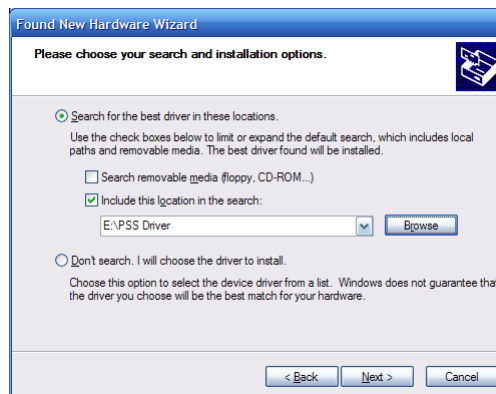 Found New Hardware Wizard
Please choose your search and installation options.
Search for the best driver in these locations.
Use the check boxes below to limit or expand the default search, which includes local
paths and removable media. The best driver found will be installed.
Search removable media (floppy, CD-ROM...)
Include this location in the search:
E:\PSS Driver
Browse
Don't search. I will choose the driver to install.
Choose this option to select the device driver from a list. Windows does not guarantee that
the driver you choose will be the best match for your hardware.
< Back
Next >
Cancel